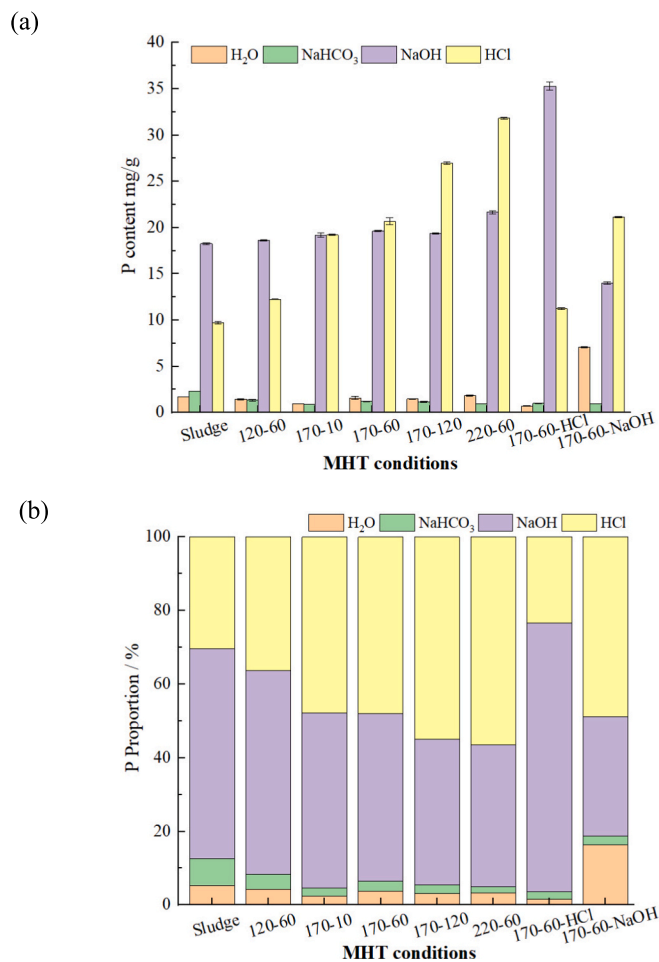 (a)
H₂O NaHCO₃ NaOH HCl
40
35
30
25
20
15
10
5
0
P content mg/g
Sludge 120-60 170-10 170-60 170-120 220-60 170-60-HCl 170-60-NaOH
MHT conditions
(b)
H₂O NaHCO₃ NaOH HCl
100
80
60
40
20
0
P Proportion / %
Sludge 120-60 170-10 170-60 170-120 220-60 170-60-HCl 170-60-NaOH
MHT conditions